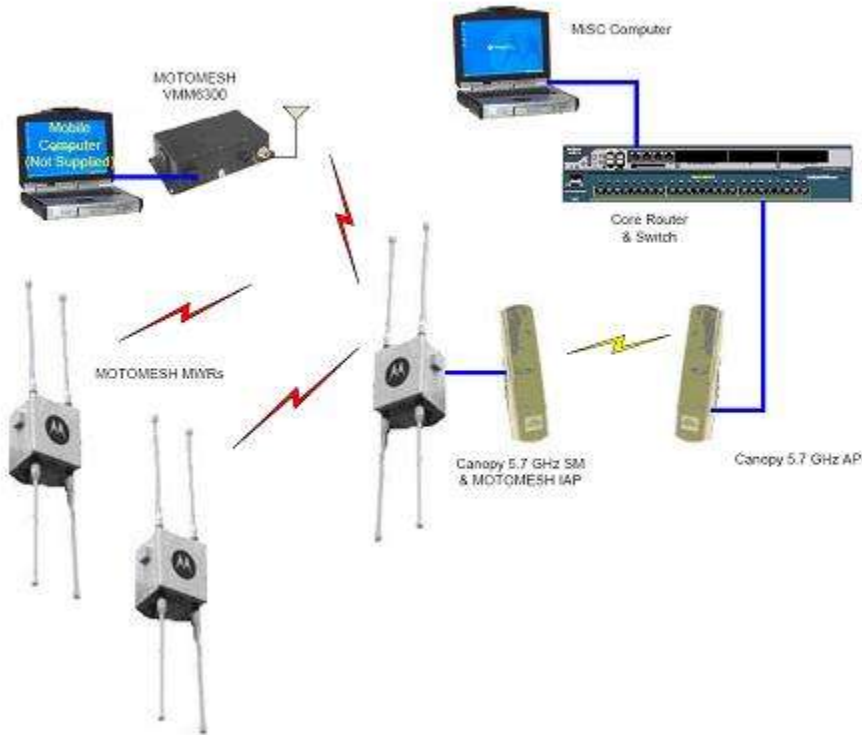 MiSC Computer
MOTOMESH
VMM6300
Mobile
Computer
(Not Supplied)
Core Router
& Switch
MOTOMESH MWRs
Canopy 5.7 GHz SM
& MOTOMESH IAP
Canopy 5.7 GHz AP